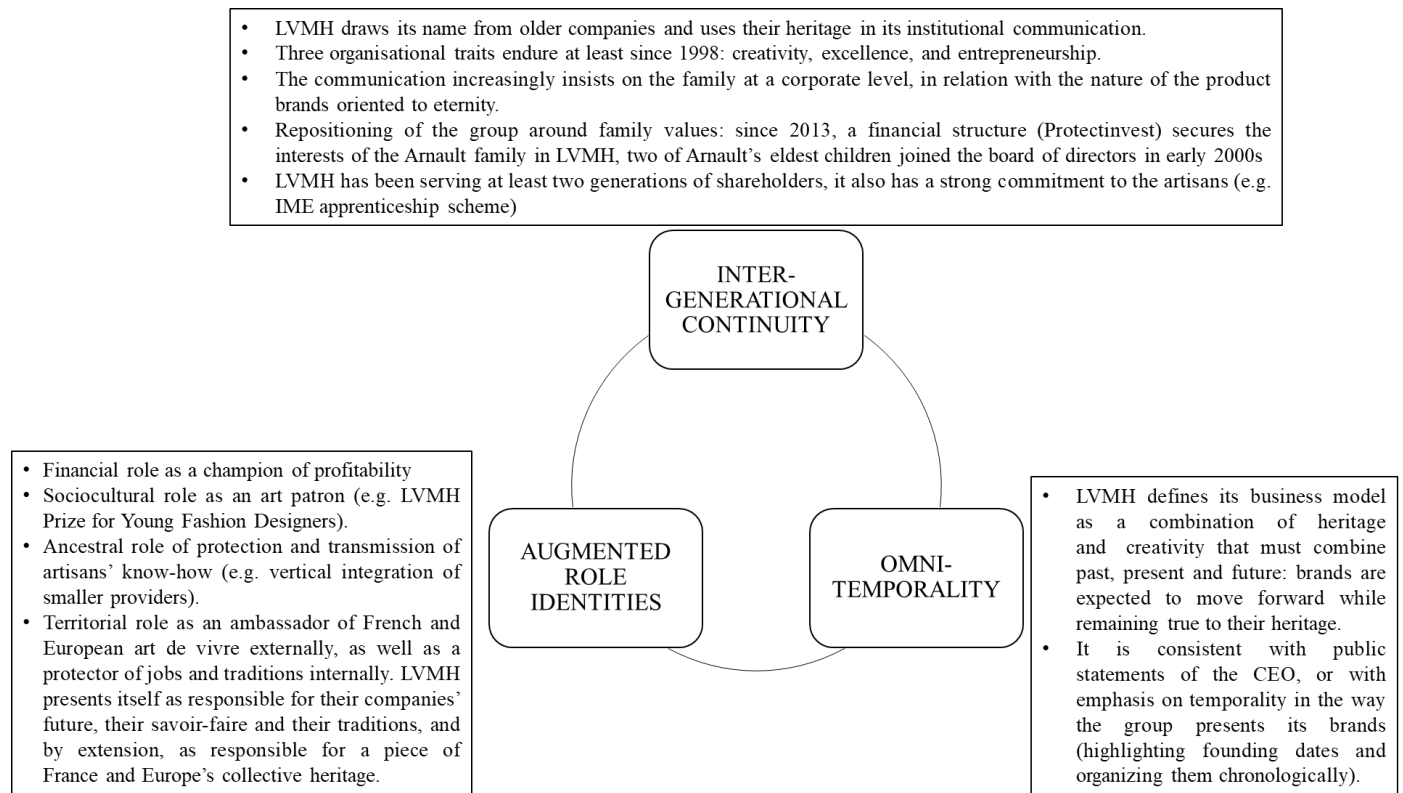 • LVMH draws its name from older companies and uses their heritage in its institutional communication.
• Three organisational traits endure at least since 1998: creativity, excellence, and entrepreneurship.
• The communication increasingly insists on the family at a corporate level, in relation with the nature of the product
brands oriented to eternity.
• Repositioning of the group around family values: since 2013, a financial structure (Protectinvest) secures the
interests of the Arnault family in LVMH, two of Arnault's eldest children joined the board of directors in early 2000s
• LVMH has been serving at least two generations of shareholders, it also has a strong commitment to the artisans (e.g.
IME apprenticeship scheme)
INTER-
GENERATIONAL
CONTINUITY
• Financial role as a champion of profitability
• Sociocultural role as an art patron (e.g. LVMH
Prize for Young Fashion Designers).
• Ancestral role of protection and transmission of
artisans' know-how (e.g. vertical integration of
smaller providers).
• Territorial role as an ambassador of French and
European art de vivre externally, as well as a
protector of jobs and traditions internally. LVMH
presents itself as responsible for their companies'
future, their savoir-faire and their traditions, and
by extension, as responsible for a piece of
France and Europe's collective heritage.
AUGMENTED
ROLE
IDENTITIES
OMNI-
TEMPORALITY
• LVMH defines its business model
as a combination of heritage
and creativity that must combine
past, present and future: brands are
expected to move forward while
remaining true to their heritage.
• It is consistent with public
statements of the CEO, or with
emphasis on temporality in the way
the group presents its brands
(highlighting founding dates and
organizing them chronologically).